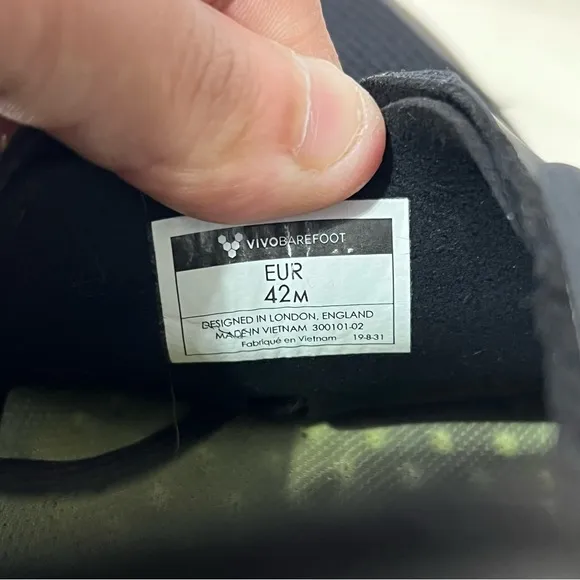 VIVOBAREFOOT
EUR
42M
DESIGNED IN LONDON, ENGLAND
MADE IN VIETNAM 300101-02
Fabriqué en Vietnam 19-8-31